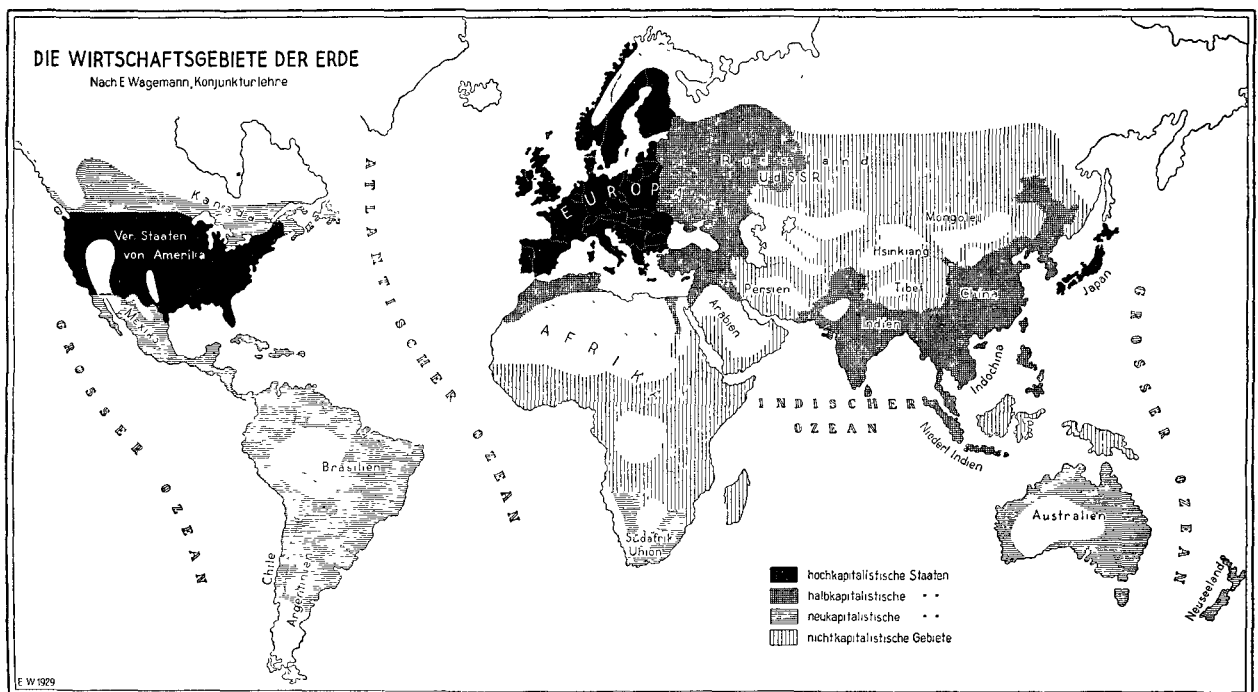 DIE WIRTSCHAFTSGEBIETE DER ERDE
Nach E Wagemann, Konjunkturlehre
Kanada
Ver. Staaten
von Amerika
Mexiko
GROSSER OZEAN
ATLANTISCHER OZEAN
Brasilien
Chile
Argentinien
EUROP
Rußland
UdSSR
Mongolei
Hsinkiang
Tibet
China
Japan
Persien
Arabien
Indien
Indochina
AFRIKA
INDISCHER
OZEAN
Niederl Indien
Südafrik
Union
Australien
Neuseeland
GROSSER OZEAN
hochkapitalistische Staaten
halbkapitalistische " "
neukapitalistische " "
nichtkapitalistische Gebiete
E W 1929